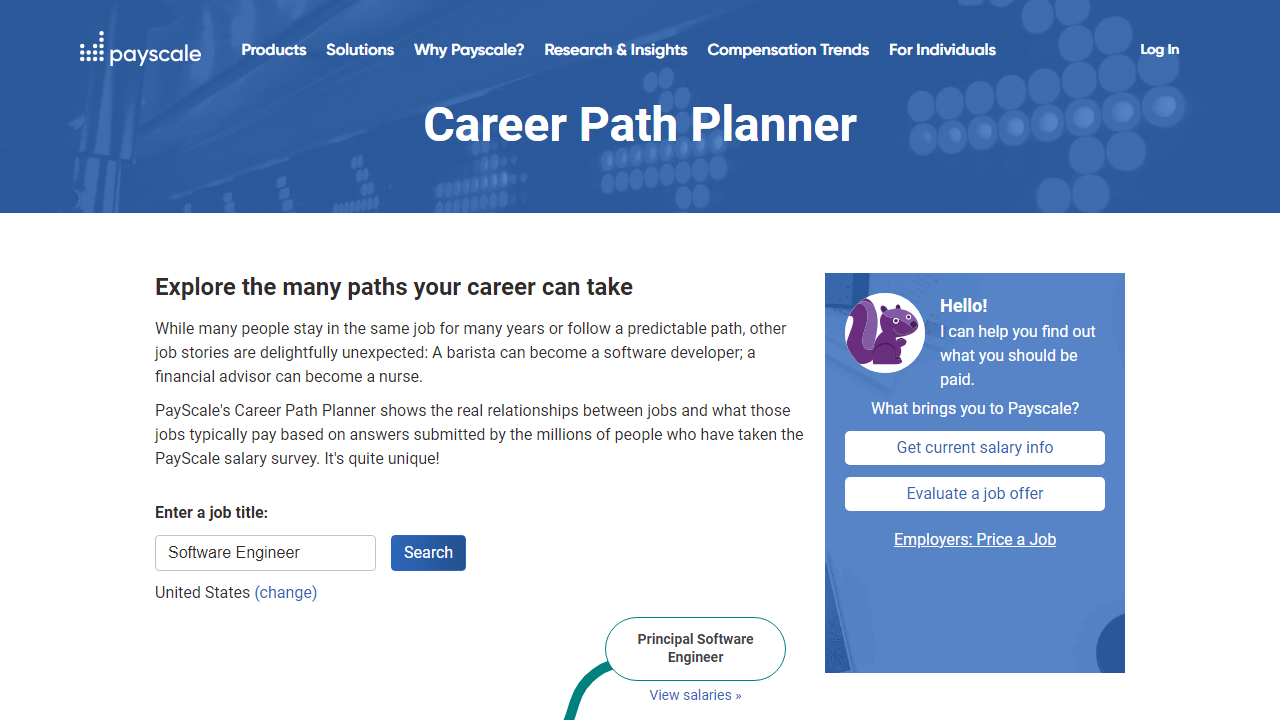 payscale
Products Solutions Why Payscale? Research & Insights Compensation Trends For Individuals Log In
Career Path Planner
Explore the many paths your career can take
While many people stay in the same job for many years or follow a predictable path, other
job stories are delightfully unexpected: A barista can become a software developer; a
financial advisor can become a nurse.
PayScale's Career Path Planner shows the real relationships between jobs and what those
jobs typically pay based on answers submitted by the millions of people who have taken the
PayScale salary survey. It's quite unique!
Enter a job title:
Software Engineer Search
United States (change)
Principal Software
Engineer
View salaries »
Hello!
I can help you find out
what you should be
paid.
What brings you to Payscale?
Get current salary info
Evaluate a job offer
Employers: Price a Job